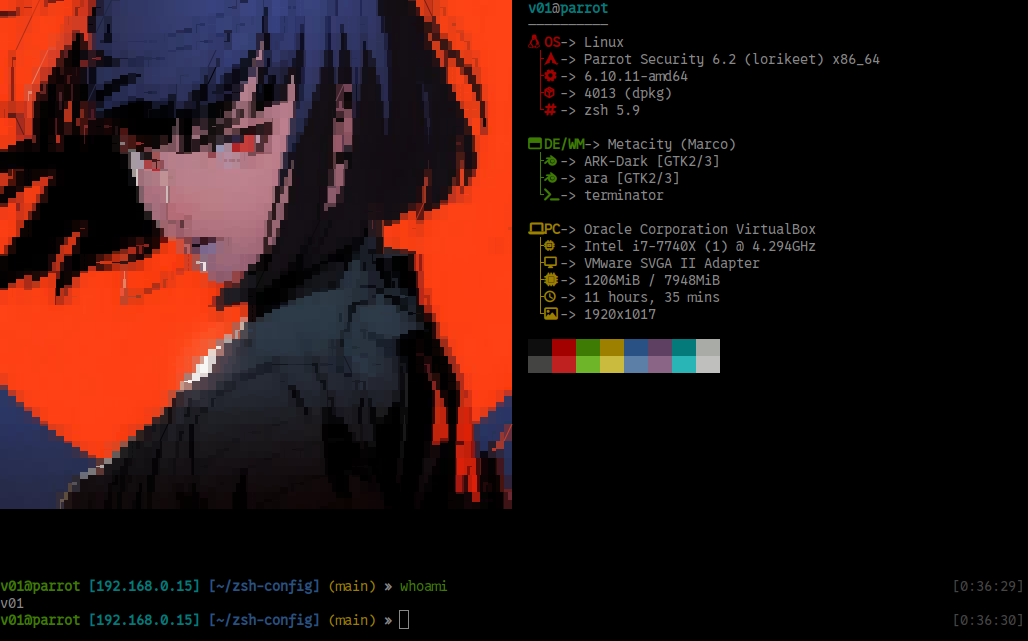 v01@parrot
──────────
OS-> Linux
-> Parrot Security 6.2 (lorikeet) x86_64
-> 6.10.11-amd64
-> 4013 (dpkg)
-> zsh 5.9
DE/WM-> Metacity (Marco)
-> ARK-Dark [GTK2/3]
-> ara [GTK2/3]
-> terminator
PC-> Oracle Corporation VirtualBox
-> Intel i7-7740X (1) @ 4.294GHz
-> VMware SVGA II Adapter
-> 1206MiB / 7948MiB
-> 11 hours, 35 mins
-> 1920x1017
v01@parrot [192.168.0.15] [~/zsh-config] (main) » whoami [0:36:29]
v01
v01@parrot [192.168.0.15] [~/zsh-config] (main) » [0:36:30]